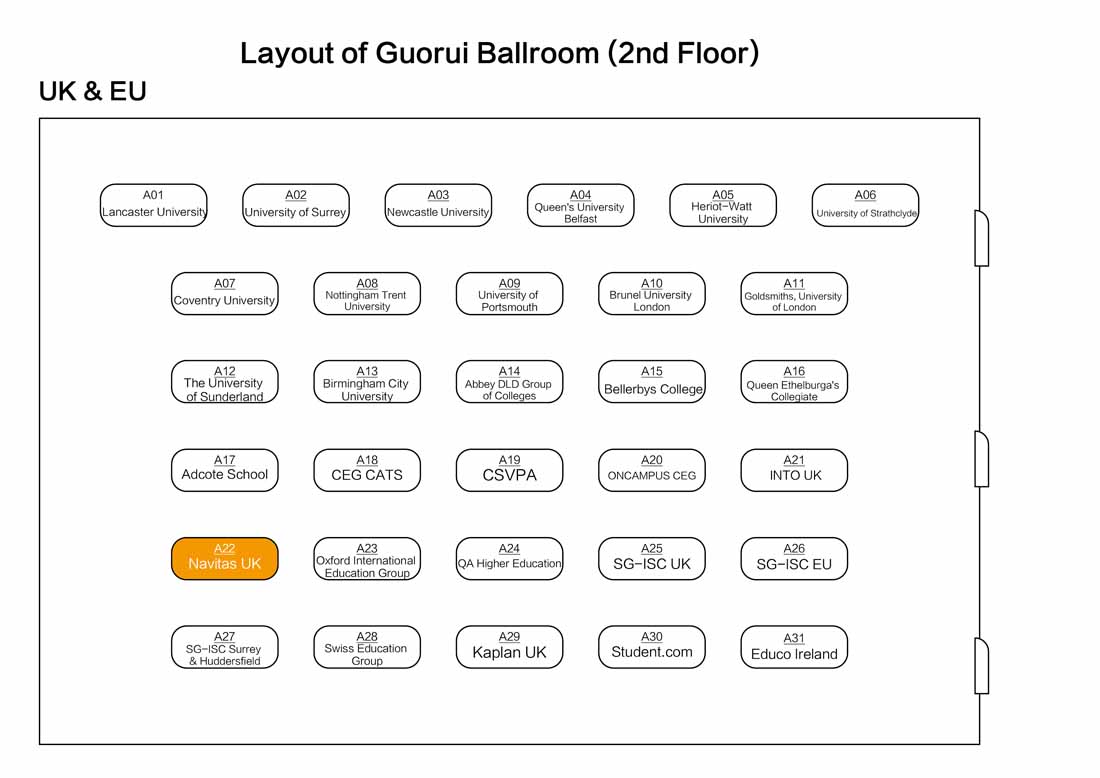 Layout of Guorui Ballroom (2nd Floor)
UK & EU
A01
Lancaster University
A02
University of Surrey
A03
Newcastle University
A04
Queen's University
Belfast
A05
Heriot-Watt
University
A06
University of Strathclyde
A07
Coventry University
A08
Nottingham Trent
University
A09
University of
Portsmouth
A10
Brunel University
London
A11
Goldsmiths, University
of London
A12
The University
of Sunderland
A13
Birmingham City
University
A14
Abbey DLD Group
of Colleges
A15
Bellerbys College
A16
Queen Ethelburga's
Collegiate
A17
Adcote School
A18
CEG CATS
A19
CSVPA
A20
ONCAMPUS CEG
A21
INTO UK
A22
Navitas UK
A23
Oxford International
Education Group
A24
QA Higher Education
A25
SG-ISC UK
A26
SG-ISC EU
A27
SG-ISC Surrey
& Huddersfield
A28
Swiss Education
Group
A29
Kaplan UK
A30
Student.com
A31
Educo Ireland